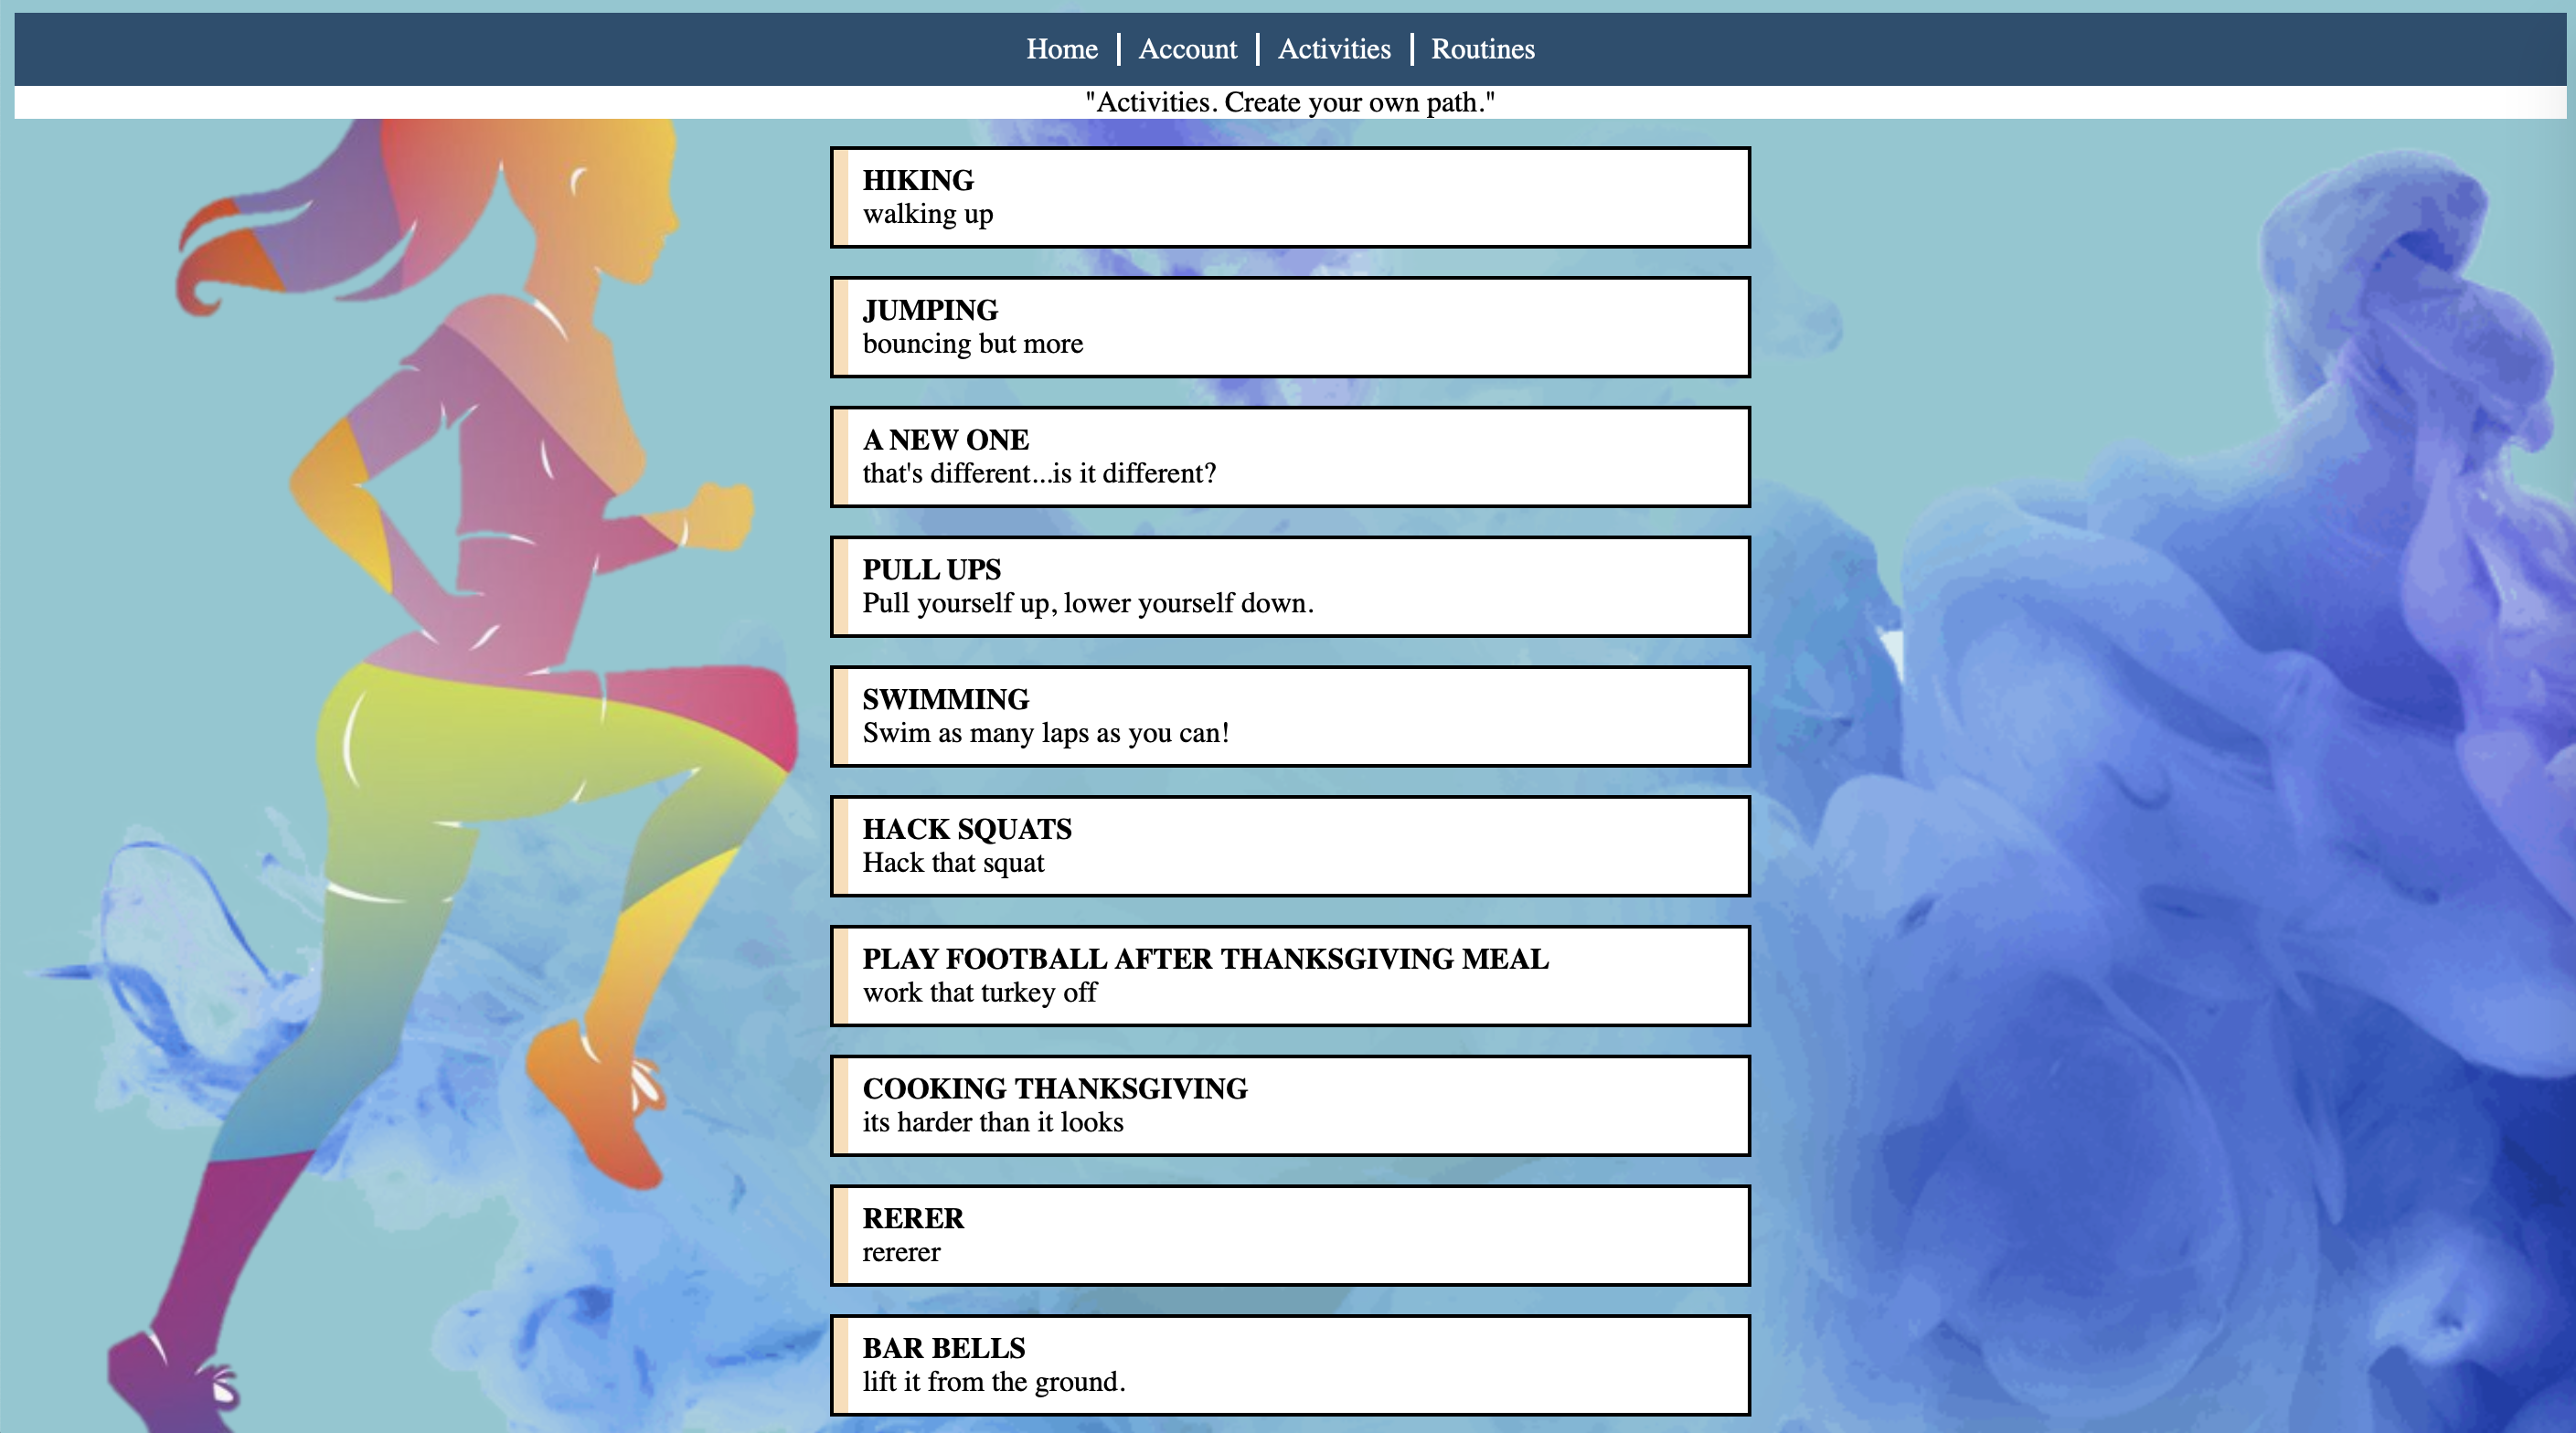 Home | Account | Activities | Routines
"Activities. Create your own path."
HIKING
walking up
JUMPING
bouncing but more
A NEW ONE
that's different...is it different?
PULL UPS
Pull yourself up, lower yourself down.
SWIMMING
Swim as many laps as you can!
HACK SQUATS
Hack that squat
PLAY FOOTBALL AFTER THANKSGIVING MEAL
work that turkey off
COOKING THANKSGIVING
its harder than it looks
RERER
rererer
BAR BELLS
lift it from the ground.